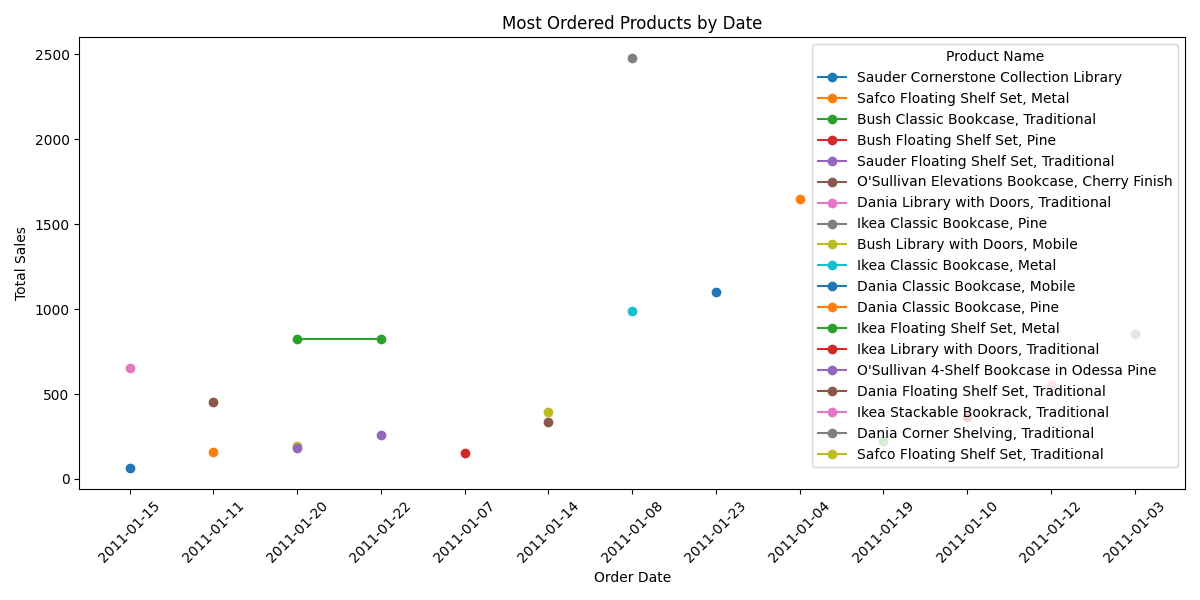 Most Ordered Products by Date
Total Sales
2500
2000
1500
1000
500
0
Product Name
Sauder Cornerstone Collection Library
Safco Floating Shelf Set, Metal
Bush Classic Bookcase, Traditional
Bush Floating Shelf Set, Pine
Sauder Floating Shelf Set, Traditional
O'Sullivan Elevations Bookcase, Cherry Finish
Dania Library with Doors, Traditional
Ikea Classic Bookcase, Pine
Bush Library with Doors, Mobile
Ikea Classic Bookcase, Metal
Dania Classic Bookcase, Mobile
Dania Classic Bookcase, Pine
Ikea Floating Shelf Set, Metal
Ikea Library with Doors, Traditional
O'Sullivan 4-Shelf Bookcase in Odessa Pine
Dania Floating Shelf Set, Traditional
Ikea Stackable Bookrack, Traditional
Dania Corner Shelving, Traditional
Safco Floating Shelf Set, Traditional
2011-01-15
2011-01-11
2011-01-20
2011-01-22
2011-01-07
2011-01-14
2011-01-08
2011-01-23
2011-01-04
2011-01-19
2011-01-10
2011-01-12
2011-01-03
Order Date